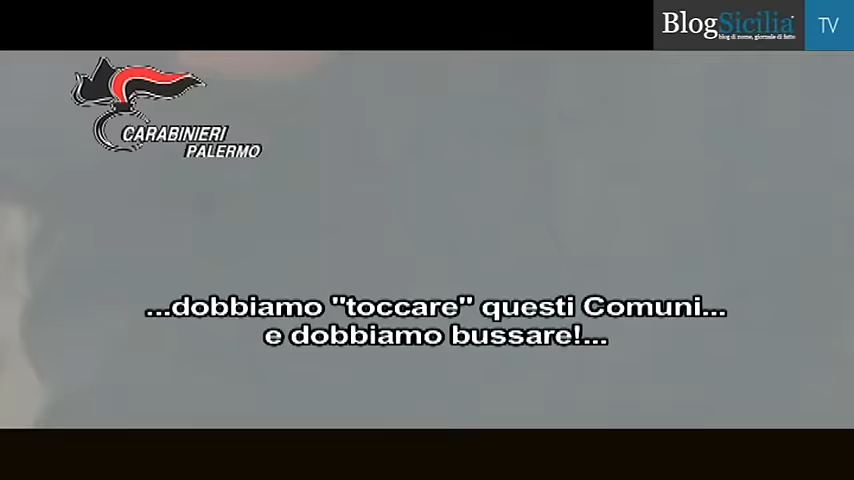 BlogSicilia
blog di nome, giornale di fatto
TV
CARABINIERI
PALERMO
...dobbiamo "toccare" questi Comuni...
e dobbiamo bussare!...